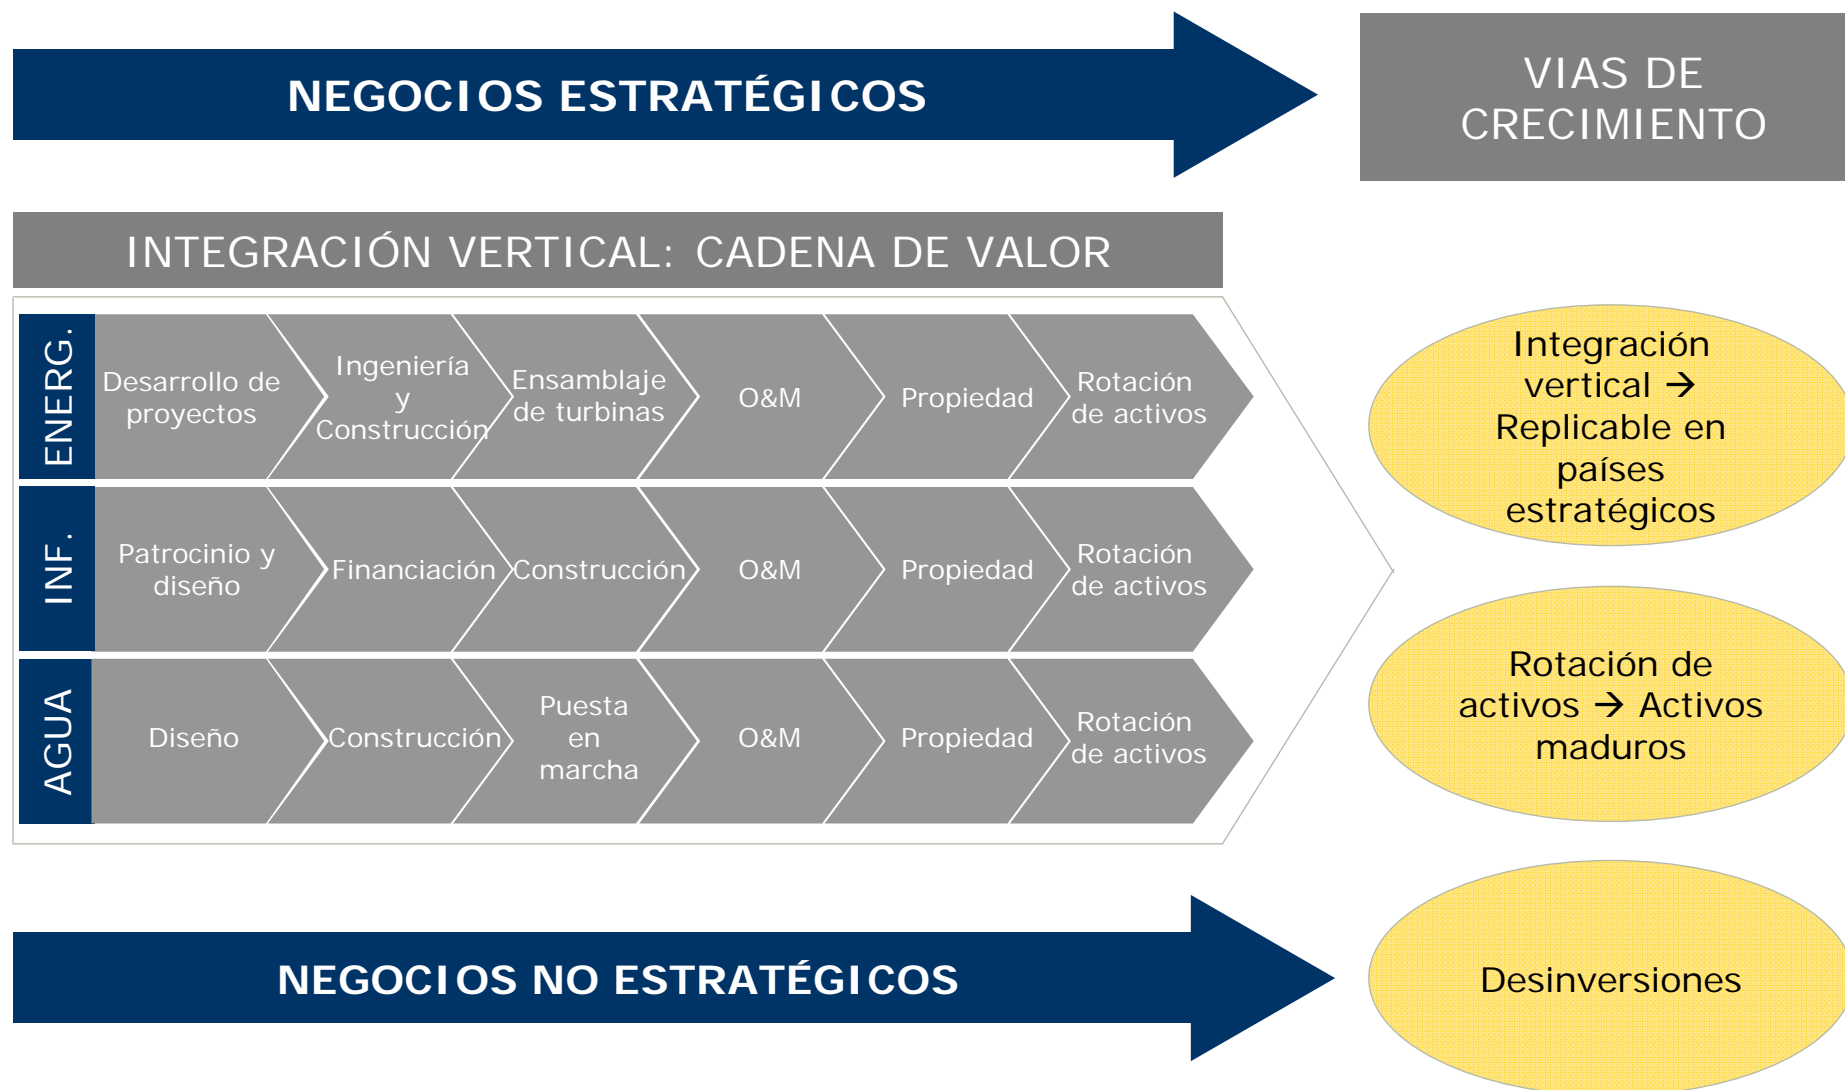 NEGOCIOS ESTRATÉGICOS
VIAS DE
CRECIMIENTO
INTEGRACIÓN VERTICAL: CADENA DE VALOR
ENERG.
Desarrollo de
proyectos
Ingeniería
y
Construcción
Ensamblaje
de turbinas
O&M
Propiedad
Rotación
de activos
INF.
Patrocinio y
diseño
Financiación
Construcción
O&M
Propiedad
Rotación
de activos
AGUA
Diseño
Construcción
Puesta
en
marcha
O&M
Propiedad
Rotación
de activos
Integración
vertical →
Replicable en
países
estratégicos
Rotación de
activos → Activos
maduros
NEGOCIOS NO ESTRATÉGICOS
Desinversiones